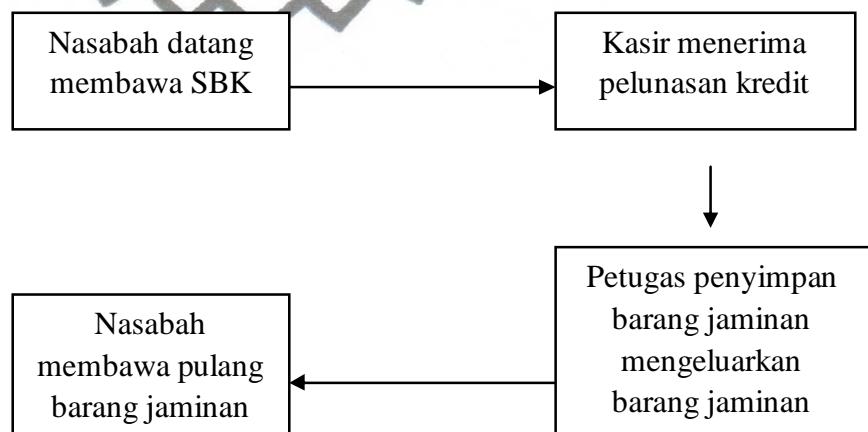 Nasabah datang
membawa SBK
Kasir menerima
pelunasan kredit
Petugas penyimpan
barang jaminan
mengeluarkan
barang jaminan
Nasabah
membawa pulang
barang jaminan